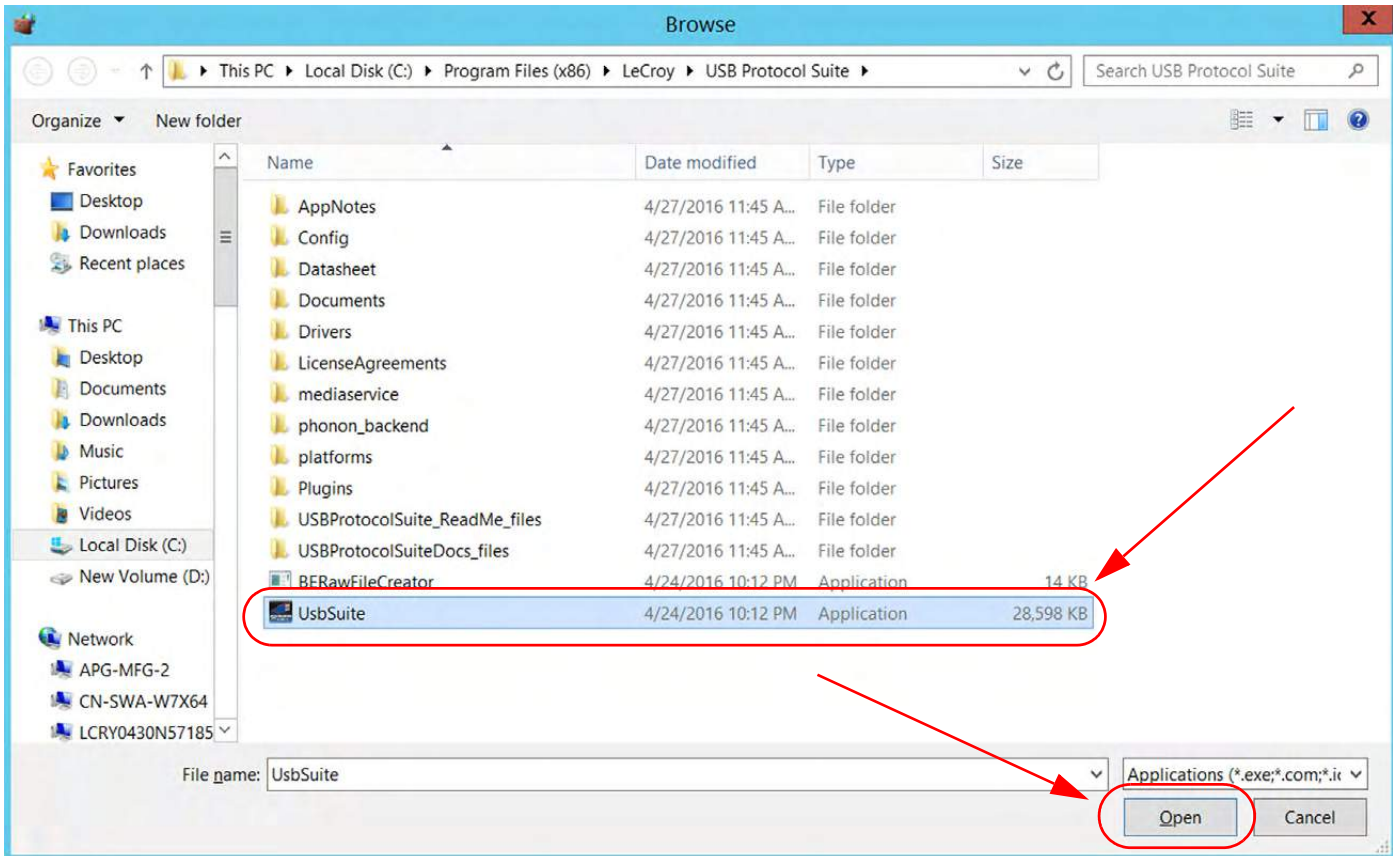 Browse
X
This PC Local Disk (C:) Program Files (x86) LeCroy USB Protocol Suite
Search USB Protocol Suite
Organize New folder
Favorites
Desktop
Downloads
Recent places
This PC
Desktop
Documents
Downloads
Music
Pictures
Videos
Local Disk (C:)
New Volume (D:)
Network
APG-MFG-2
CN-SWA-W7X64
LCRY0430N57185
Name Date modified Type Size
AppNotes 4/27/2016 11:45 A... File folder
Config 4/27/2016 11:45 A... File folder
Datasheet 4/27/2016 11:45 A... File folder
Documents 4/27/2016 11:45 A... File folder
Drivers 4/27/2016 11:45 A... File folder
LicenseAgreements 4/27/2016 11:45 A... File folder
mediaservice 4/27/2016 11:45 A... File folder
phonon_backend 4/27/2016 11:45 A... File folder
platforms 4/27/2016 11:45 A... File folder
Plugins 4/27/2016 11:45 A... File folder
USBProtocolSuite_ReadMe_files 4/27/2016 11:45 A... File folder
USBProtocolSuiteDocs_files 4/27/2016 11:45 A... File folder
BERawFileCreator 4/24/2016 10:12 PM Application 14 KB
UsbSuite 4/24/2016 10:12 PM Application 28,598 KB
File name: UsbSuite
Applications (*.exe;*.com;*.ic
Open Cancel